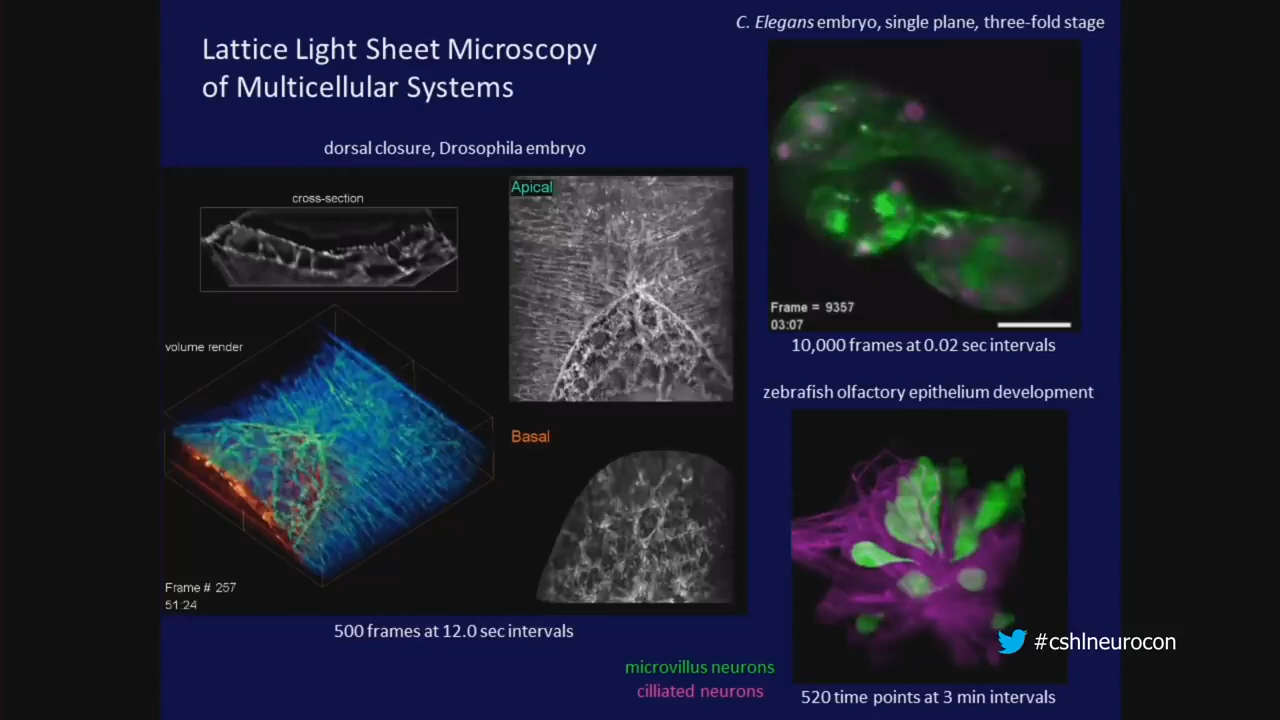 Lattice Light Sheet Microscopy
of Multicellular Systems
dorsal closure, Drosophila embryo
cross-section
volume render
Frame # 257
51:24
Apical
Basal
500 frames at 12.0 sec intervals
C. Elegans embryo, single plane, three-fold stage
Frame = 9357
03:07
10,000 frames at 0.02 sec intervals
zebrafish olfactory epithelium development
#cshlneurocon
microvillus neurons
cilliated neurons
520 time points at 3 min intervals